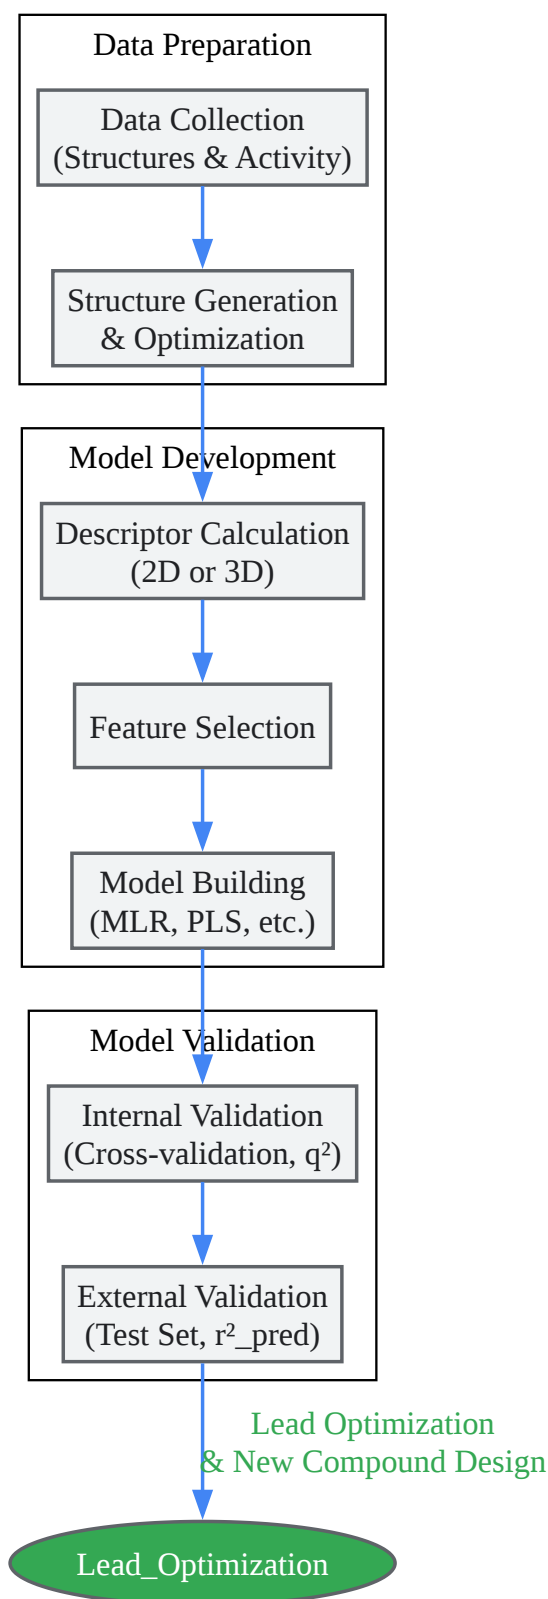 Data Preparation
Data Collection
(Structures & Activity)
Structure Generation
& Optimization
Model Development
Descriptor Calculation
(2D or 3D)
Feature Selection
Model Building
(MLR, PLS, etc.)
Model Validation
Internal Validation
(Cross-validation, q²)
External Validation
(Test Set, r²_pred)
Lead Optimization
& New Compound Design
Lead_Optimization